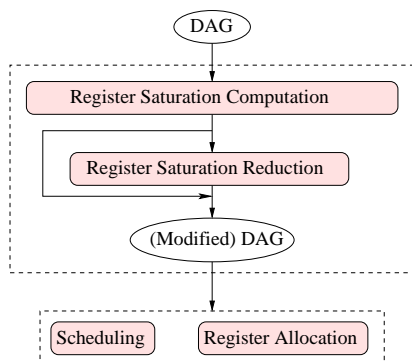 DAG
Register Saturation Computation
Register Saturation Reduction
(Modified) DAG
Scheduling
Register Allocation